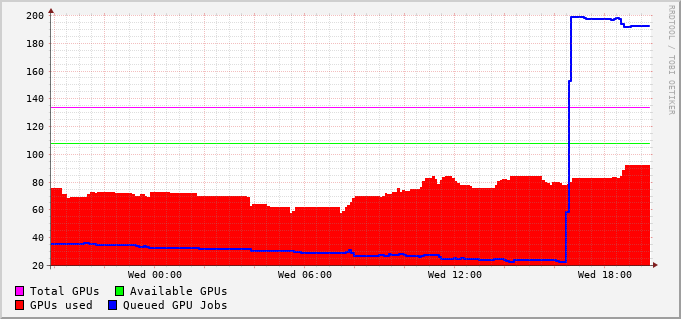 RRDTOOL / TOBI OETIKER
200
180
160
140
120
100
80
60
40
20
Wed 00:00 Wed 06:00 Wed 12:00 Wed 18:00
Total GPUs Available GPUs
GPUs used Queued GPU Jobs